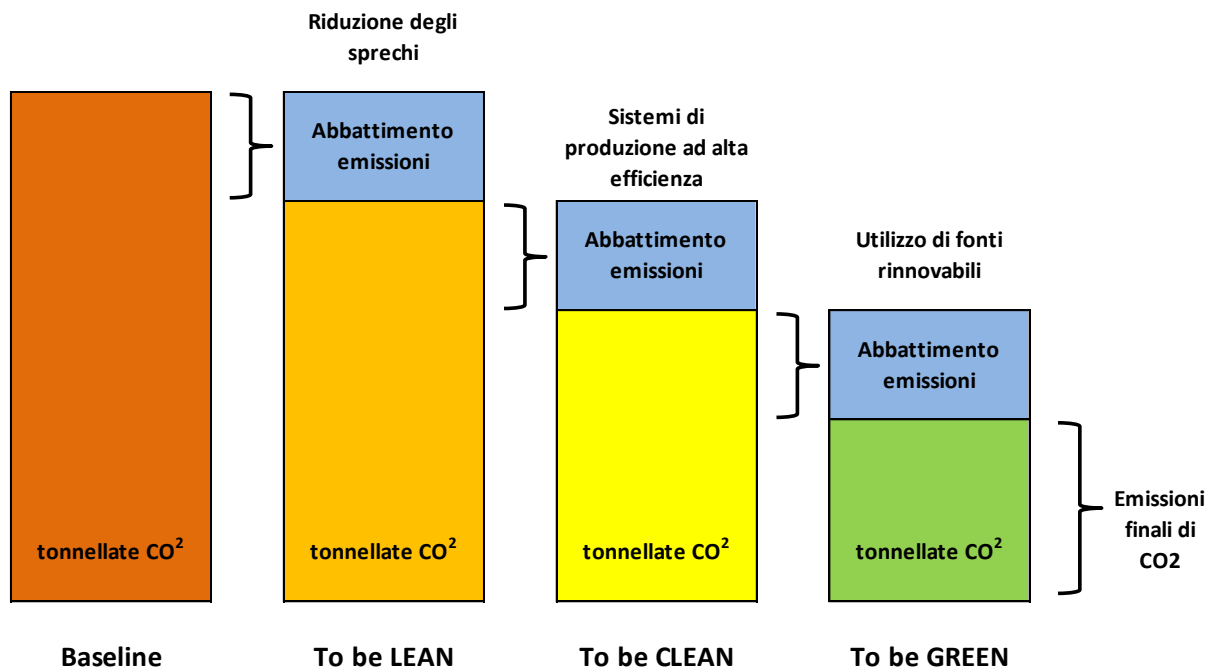 Riduzione degli
sprechi
Abbattimento
emissioni
Sistemi di
produzione ad alta
efficienza
Abbattimento
emissioni
Utilizzo di fonti
rinnovabili
Abbattimento
emissioni
tonnellate CO²
tonnellate CO²
tonnellate CO²
tonnellate CO²
Emissioni
finali di
CO2
Baseline
To be LEAN
To be CLEAN
To be GREEN